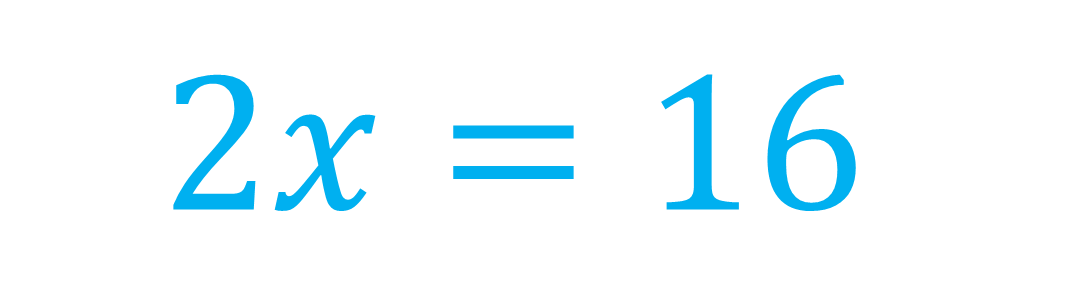 2x = 16